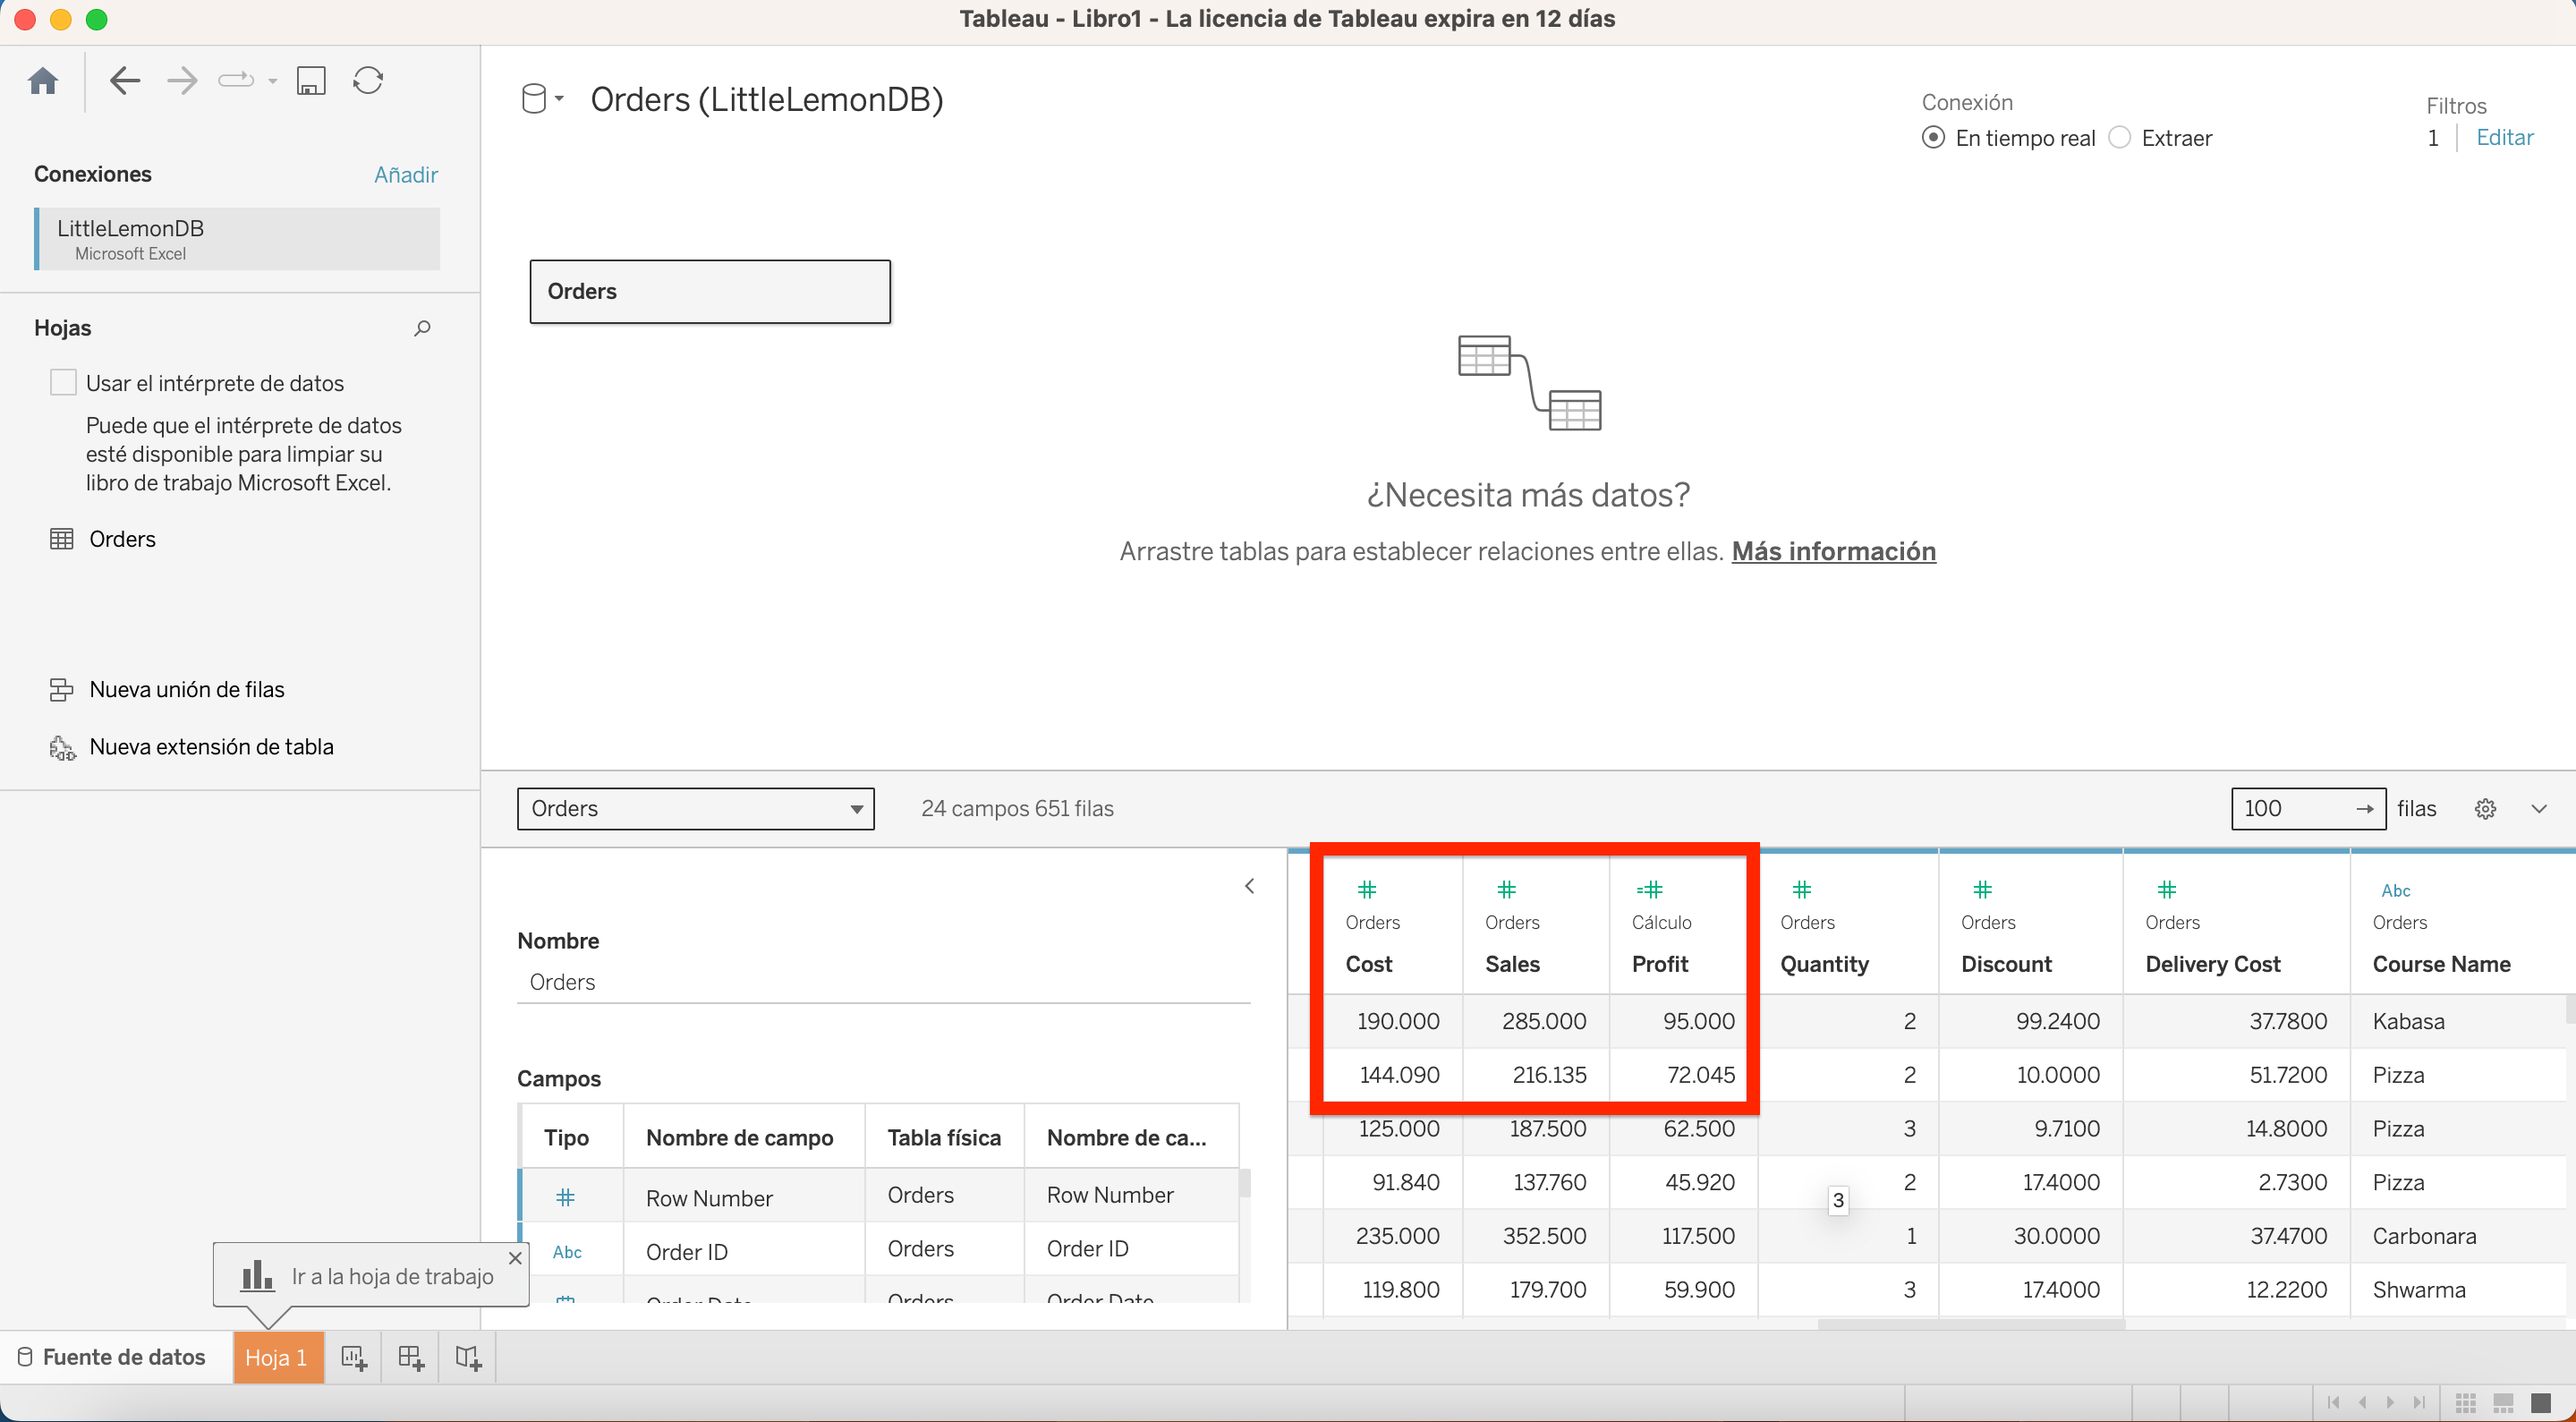 Tableau - Libro1 - La licencia de Tableau expira en 12 días
Conexiones Añadir
LittleLemonDB
Microsoft Excel
Hojas
Usar el intérprete de datos
Puede que el intérprete de datos
esté disponible para limpiar su
libro de trabajo Microsoft Excel.
Orders
Nueva unión de filas
Nueva extensión de tabla
Orders (LittleLemonDB)
Conexión
En tiempo real Extraer
Filtros
1 Editar
Orders
¿Necesita más datos?
Arrastre tablas para establecer relaciones entre ellas. Más información
Orders 24 campos 651 filas 100 filas
Nombre
Orders
Campos
Tipo Nombre de campo Tabla física Nombre de ca...
Row Number Orders Row Number
Abc Order ID Orders Order ID
Order Date Orders Order Date
Abc
Orders Orders Cálculo Orders Orders Orders Orders
Cost Sales Profit Quantity Discount Delivery Cost Course Name
190.000 285.000 95.000 2 99.2400 37.7800 Kabasa
144.090 216.135 72.045 2 10.0000 51.7200 Pizza
125.000 187.500 62.500 3 9.7100 14.8000 Pizza
91.840 137.760 45.920 2 17.4000 2.7300 Pizza
3
235.000 352.500 117.500 1 30.0000 37.4700 Carbonara
119.800 179.700 59.900 3 17.4000 12.2200 Shwarma
Ir a la hoja de trabajo
Fuente de datos Hoja 1